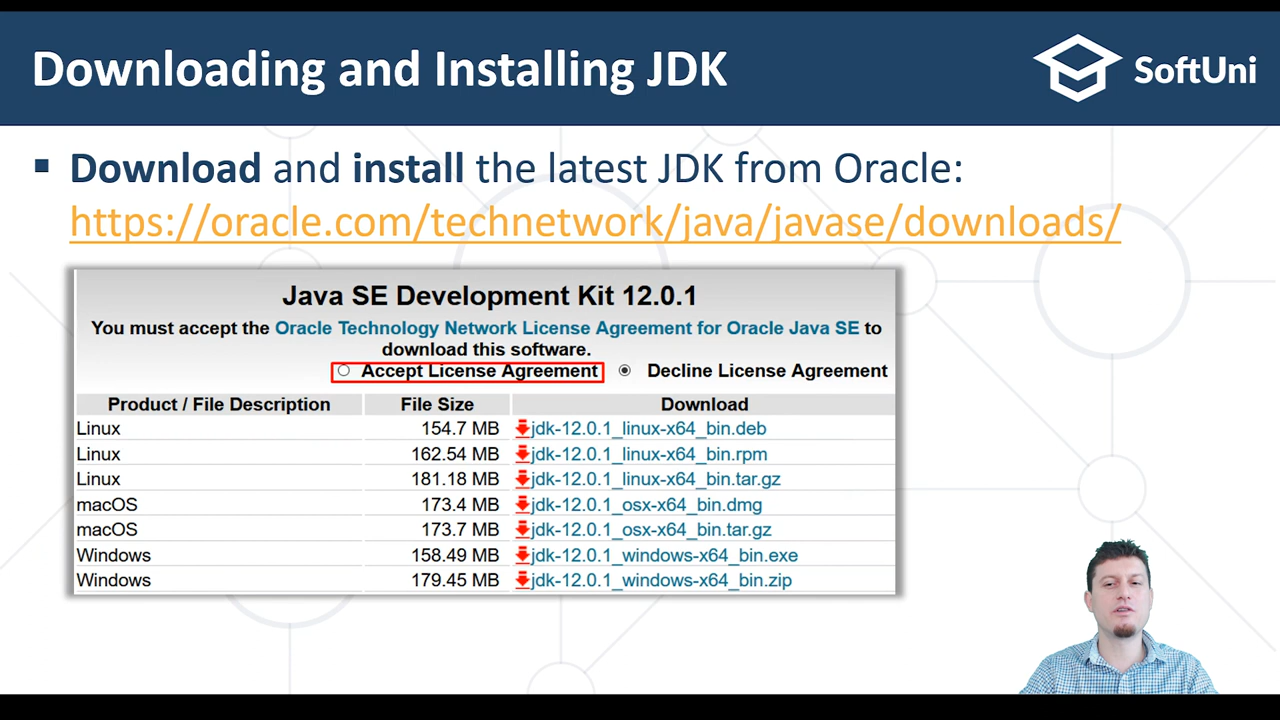 Downloading and Installing JDK
SoftUni
▪ Download and install the latest JDK from Oracle:
https://oracle.com/technetwork/java/javase/downloads/
Java SE Development Kit 12.0.1
You must accept the Oracle Technology Network License Agreement for Oracle Java SE to
download this software.
Accept License Agreement Decline License Agreement
Product / File Description File Size Download
Linux 154.7 MB jdk-12.0.1_linux-x64_bin.deb
Linux 162.54 MB jdk-12.0.1_linux-x64_bin.rpm
Linux 181.18 MB jdk-12.0.1_linux-x64_bin.tar.gz
macOS 173.4 MB jdk-12.0.1_osx-x64_bin.dmg
macOS 173.7 MB jdk-12.0.1_osx-x64_bin.tar.gz
Windows 158.49 MB jdk-12.0.1_windows-x64_bin.exe
Windows 179.45 MB jdk-12.0.1_windows-x64_bin.zip